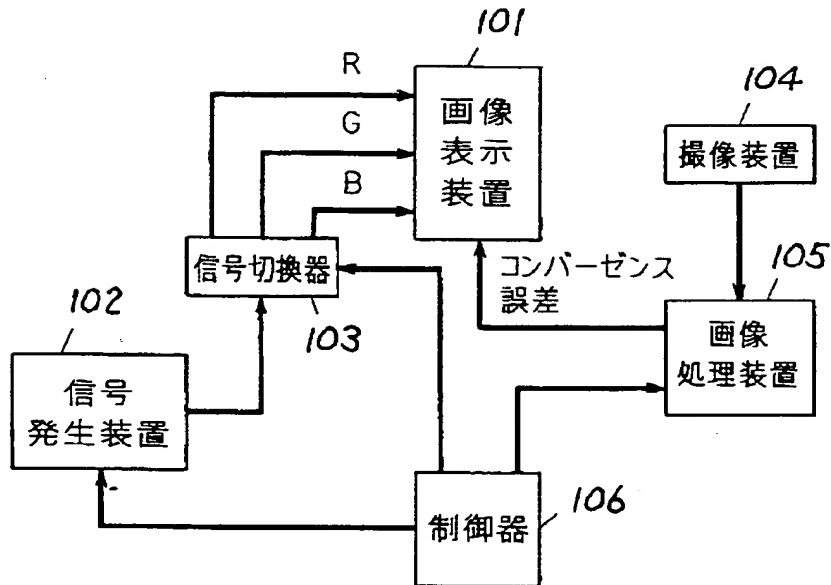 101
R
G
B
画像
表示
装置
104
撮像装置
信号切換器
103
コンバーゼンス
誤差
105
画像
処理装置
102
信号
発生装置
制御器
106